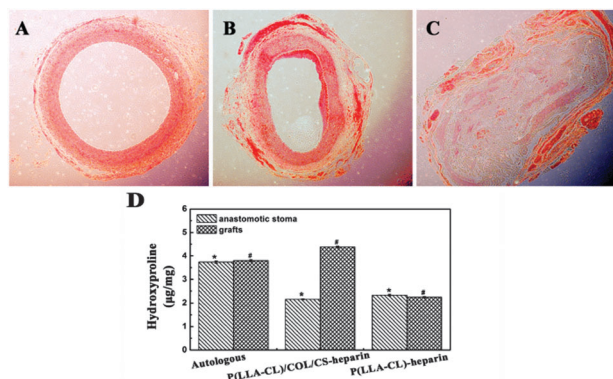 A
B
C
D
Hydroxyproline
(μg/mg)
6
5
4
3
2
1
0
anastomotic stoma
grafts
*
#
*
#
*
#
Autologous
P(LLA-CL)/COL/CS-heparin
P(LLA-CL)-heparin